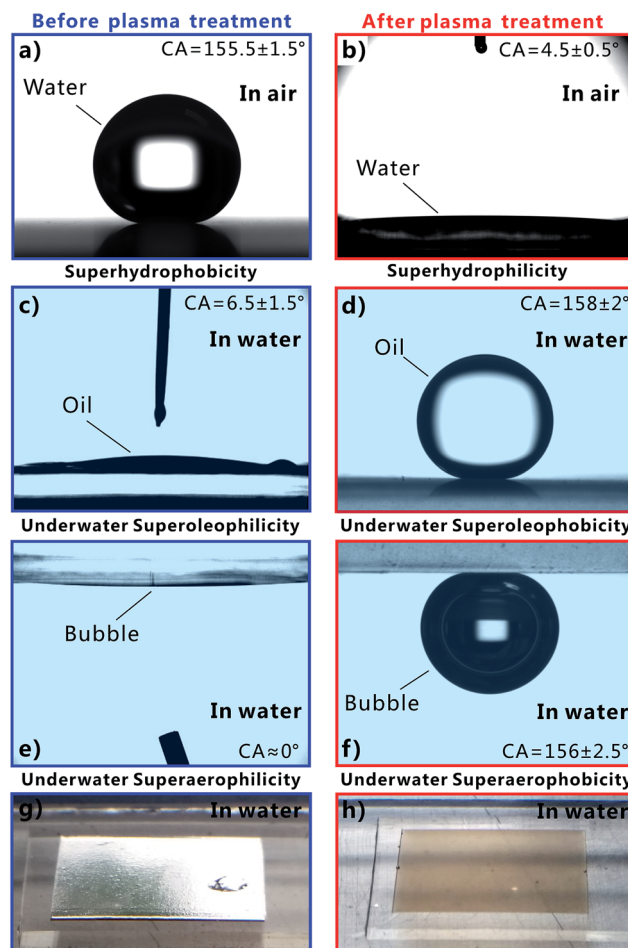 Before plasma treatment
After plasma treatment
a)
CA=155.5±1.5°
Water
In air
b)
CA=4.5±0.5°
In air
Water
Superhydrophobicity
Superhydrophilicity
c)
CA=6.5±1.5°
In water
Oil
d)
CA=158±2°
In water
Oil
Underwater Superoleophilicity
Underwater Superoleophobicity
Bubble
In water
e)
CA≈0°
Bubble
In water
f)
CA=156±2.5°
Underwater Superaerophilicity
Underwater Superaerophobicity
g)
In water
h)
In water